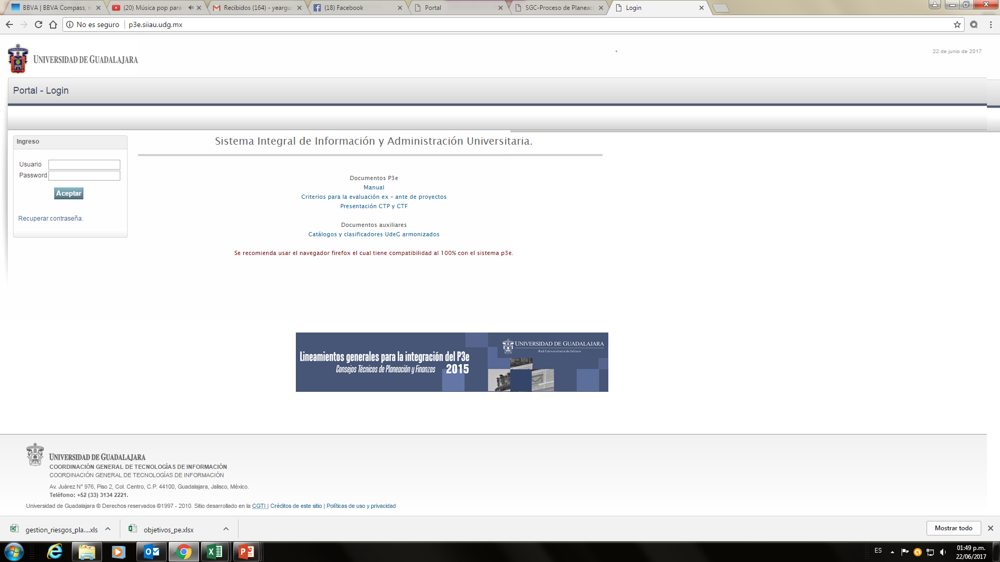 BBVA | BBVA Compass, r
(20) Música pop para
Recibidos (164) - yeargu
(18) Facebook
Portal
SGC-Proceso de Planeac
Login
No es seguro
p3e.siiau.udg.mx
UNIVERSIDAD DE GUADALAJARA
22 de junio de 2017
Portal - Login
Ingreso
Usuario
Password
Aceptar
Recuperar contraseña.
Sistema Integral de Información y Administración Universitaria.
Documentos P3e
Manual
Criterios para la evaluación ex - ante de proyectos
Presentación CTP y CTF
Documentos auxiliares
Catálogos y clasificadores UdeG armonizados
Se recomienda usar el navegador firefox el cual tiene compatibilidad al 100% con el sistema p3e.
Lineamientos generales para la integración del P3e
Consejos Técnicos de Planeación y Finanzas 2015
UNIVERSIDAD DE GUADALAJARA
Red Universitaria de Jalisco
UNIVERSIDAD DE GUADALAJARA
COORDINACIÓN GENERAL DE TECNOLOGÍAS DE INFORMACIÓN
COORDINACIÓN GENERAL DE TECNOLOGÍAS DE INFORMACIÓN
Av. Juárez N° 976, Piso 2, Col. Centro, C.P. 44100, Guadalajara, Jalisco, México.
Teléfono: +52 (33) 3134 2221.
Universidad de Guadalajara © Derechos reservados ©1997 - 2010. Sitio desarrollado en la CGTI | Créditos de este sitio | Políticas de uso y privacidad
gestion_riesgos_pla....xls
objetivos_pe.xlsx
Mostrar todo
ES
01:49 p.m.
22/06/2017